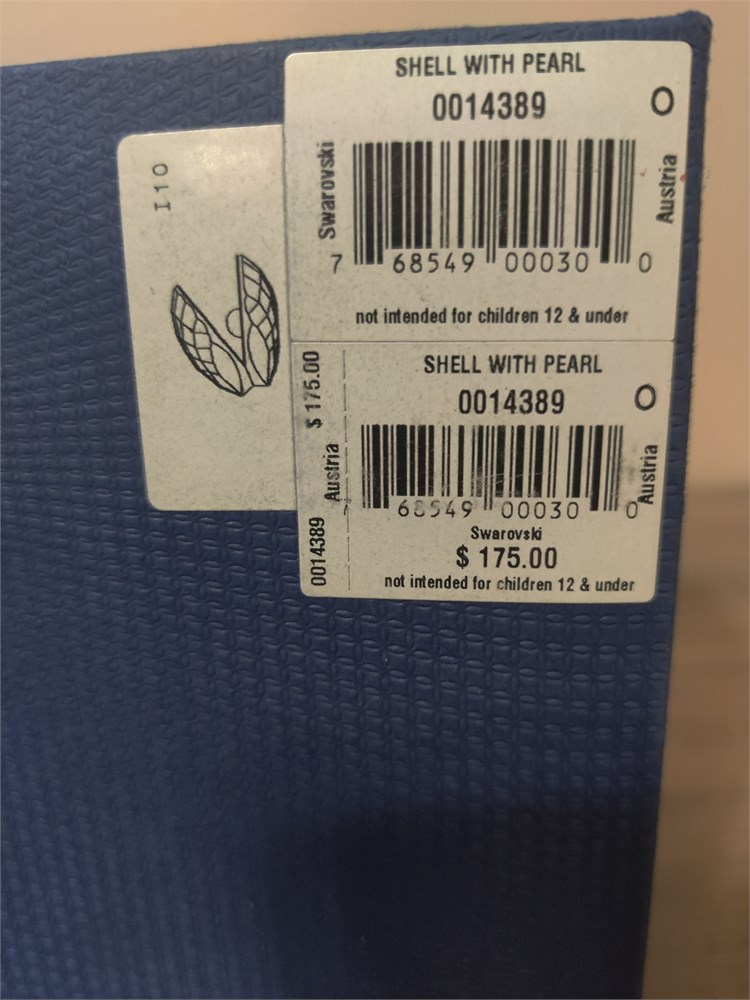 SHELL WITH PEARL
0014389
O
Swarovski
Austria
7 68549 00030 0
not intended for children 12 & under
I10
SHELL WITH PEARL
0014389
O
0014389 Austria $ 175.00
Austria
68549 00030 0
Swarovski
$ 175.00
not intended for children 12 & under